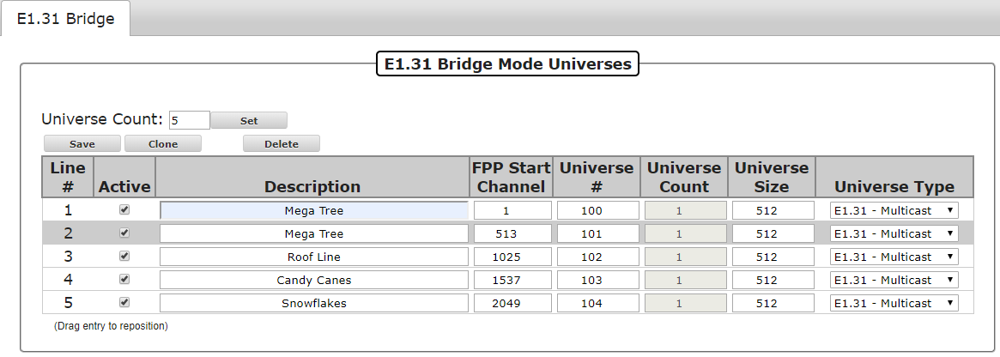 E1.31 Bridge
E1.31 Bridge Mode Universes
Universe Count: 5 Set
Save Clone Delete
Line # Active Description FPP Start Channel Universe # Universe Count Universe Size Universe Type
1 Mega Tree 1 100 1 512 E1.31 - Multicast
2 Mega Tree 513 101 1 512 E1.31 - Multicast
3 Roof Line 1025 102 1 512 E1.31 - Multicast
4 Candy Canes 1537 103 1 512 E1.31 - Multicast
5 Snowflakes 2049 104 1 512 E1.31 - Multicast
(Drag entry to reposition)